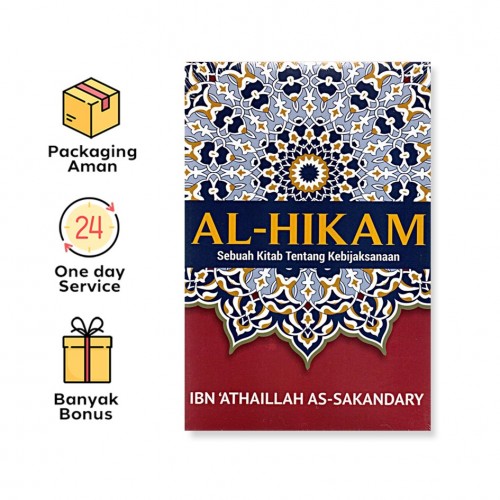 Packaging
Aman
24
One day
Service
Banyak
Bonus
AL-HIKAM
Sebuah Kitab Tentang Kebijaksanaan
IBN 'ATHAILLAH AS-SAKANDARY